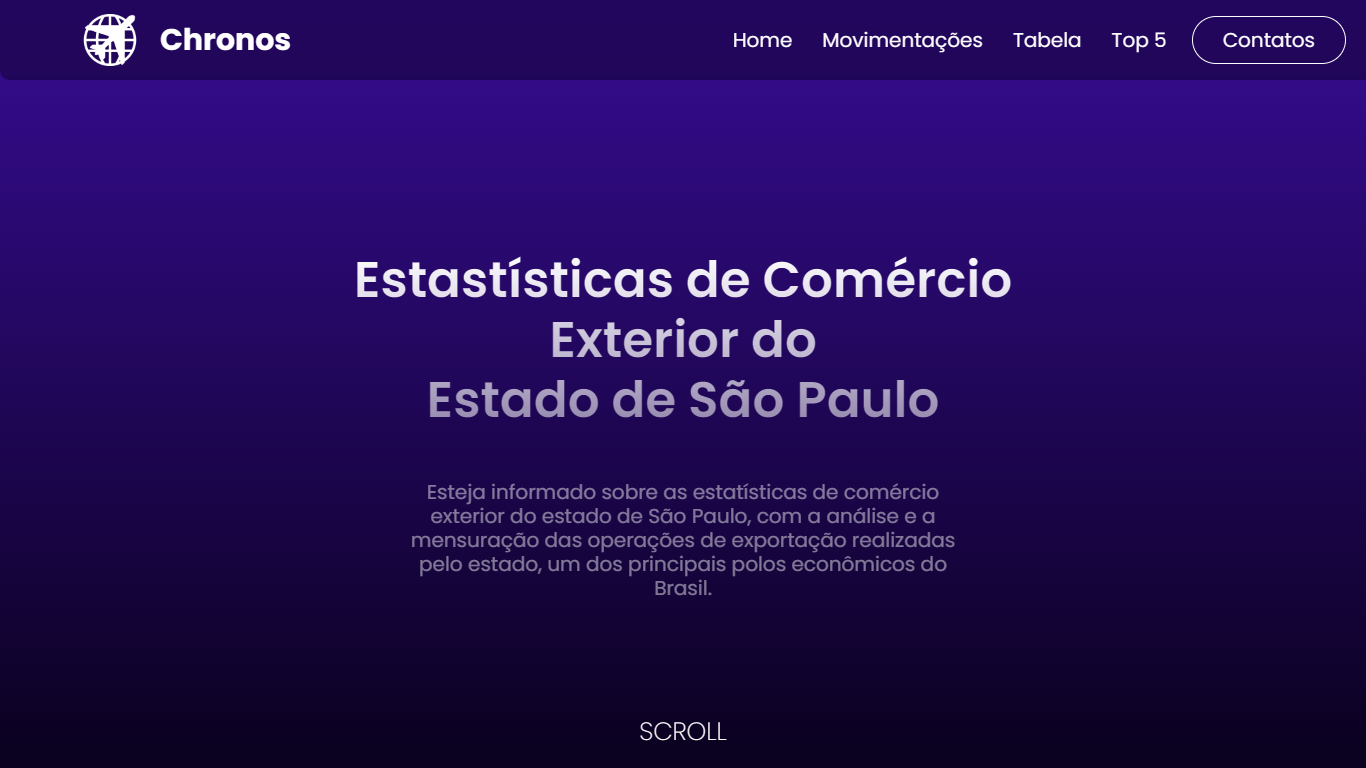 Chronos
Home Movimentações Tabela Top 5 Contatos
Estastísticas de Comércio
Exterior do
Estado de São Paulo
Esteja informado sobre as estatísticas de comércio
exterior do estado de São Paulo, com a análise e a
mensuração das operações de exportação realizadas
pelo estado, um dos principais polos econômicos do
Brasil.
SCROLL